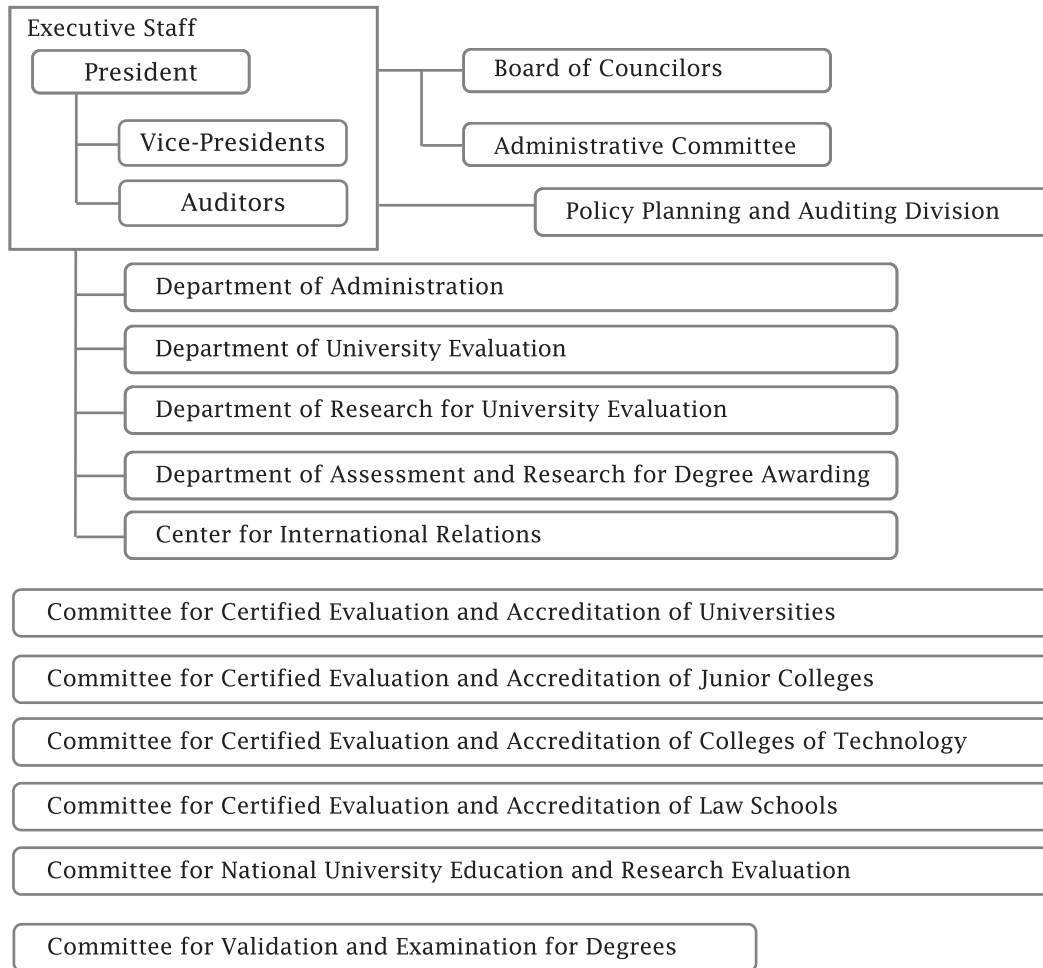 Executive Staff
President
Vice-Presidents
Auditors
Board of Councilors
Administrative Committee
Policy Planning and Auditing Division
Department of Administration
Department of University Evaluation
Department of Research for University Evaluation
Department of Assessment and Research for Degree Awarding
Center for International Relations
Committee for Certified Evaluation and Accreditation of Universities
Committee for Certified Evaluation and Accreditation of Junior Colleges
Committee for Certified Evaluation and Accreditation of Colleges of Technology
Committee for Certified Evaluation and Accreditation of Law Schools
Committee for National University Education and Research Evaluation
Committee for Validation and Examination for Degrees